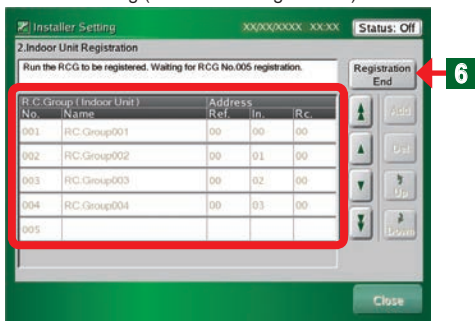 Installer Setting
XX/XX/XXXX XX:XX
Status: Off
2.Indoor Unit Registration
Run the RCG to be registered. Waiting for RCG No.005 registration.
Registration End
6
R.C.Group (Indoor Unit) Address
No. Name Ref. In. Rc.
001 RC.Group001 00 00 00
Add
002 RC.Group002 00 01 00
Del
003 RC.Group003 00 02 00
Up
004 RC.Group004 00 03 00
Down
005
Close